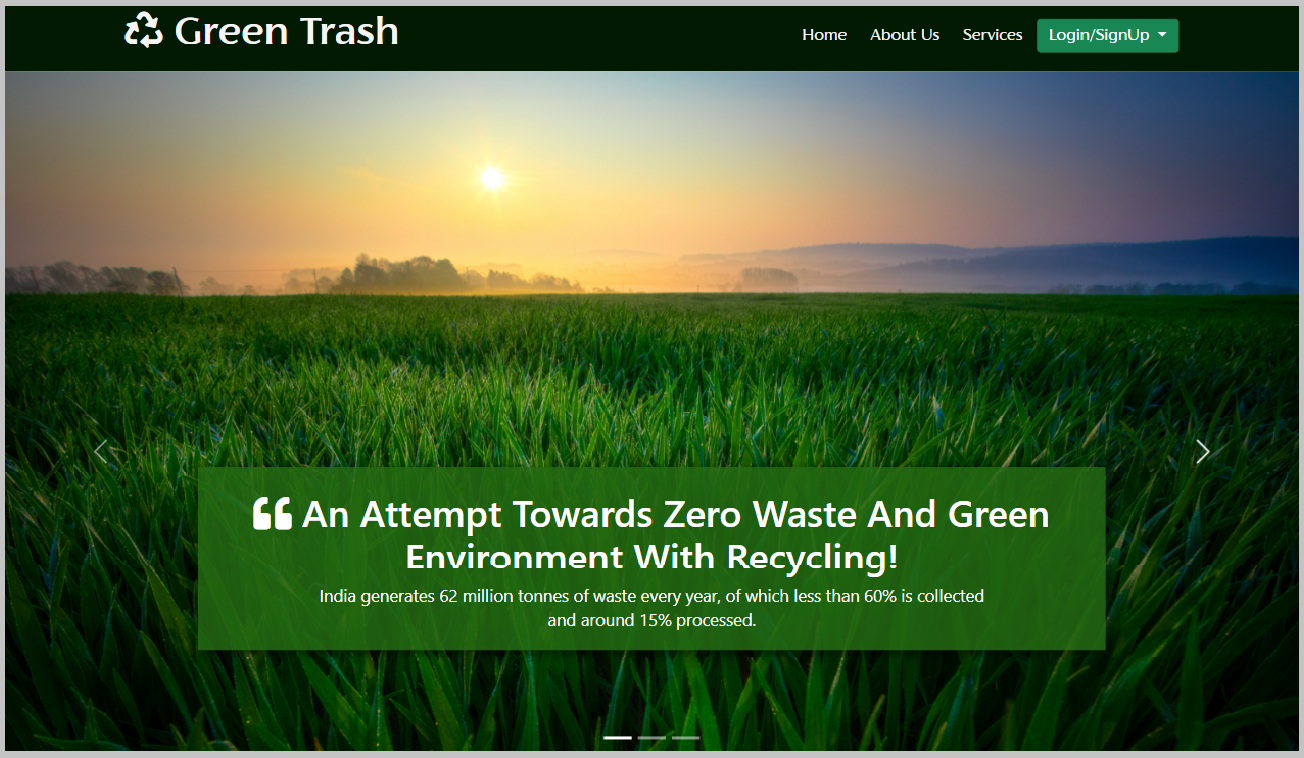 Green Trash
Home About Us Services Login/SignUp
An Attempt Towards Zero Waste And Green
Environment With Recycling!
India generates 62 million tonnes of waste every year, of which less than 60% is collected
and around 15% processed.